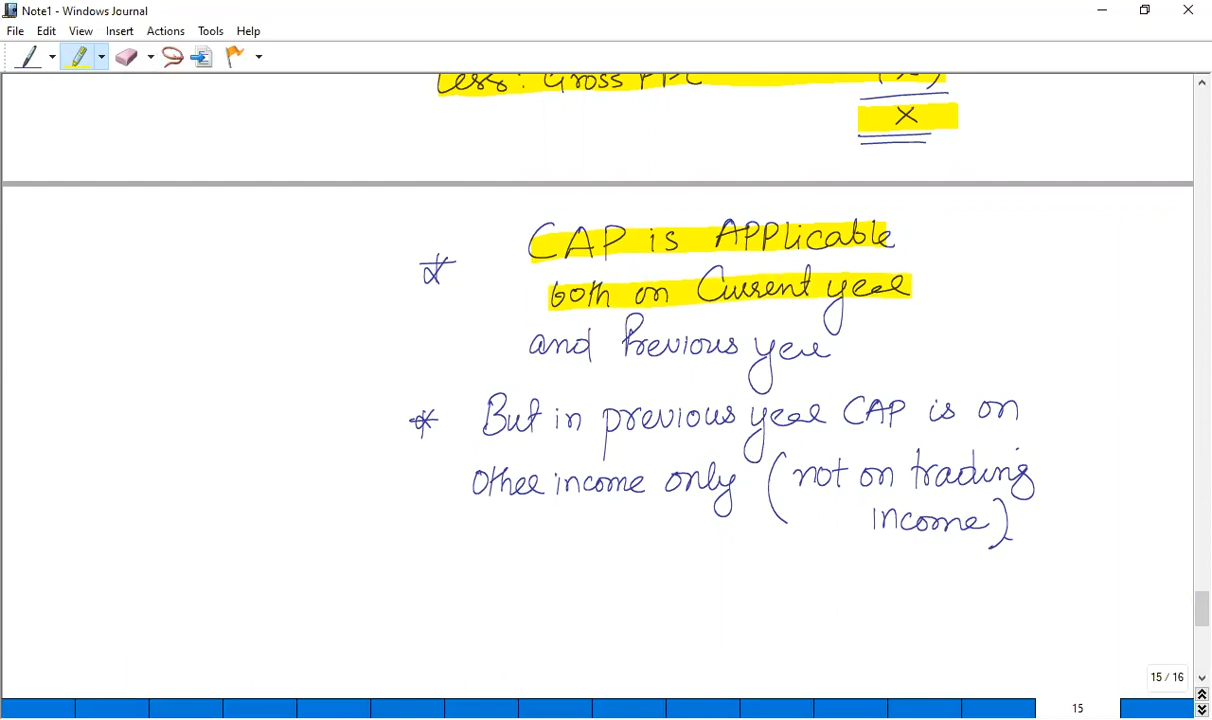 Note1 - Windows Journal
File Edit View Insert Actions Tools Help
Less: Gross PPL (X)
X
* CAP is Applicable
both on Current year
and Previous year
* But in previous year CAP is on
other income only (not on trading
income)
15 / 16
15